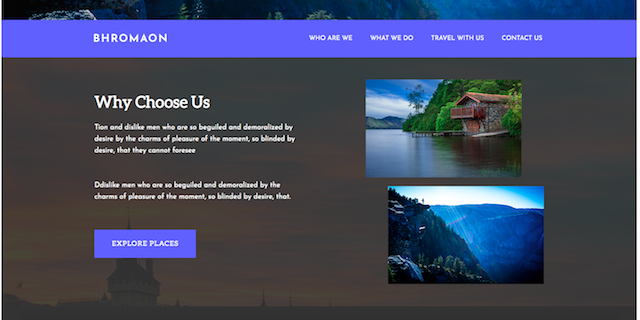 BHROMAON WHO ARE WE WHAT WE DO TRAVEL WITH US CONTACT US
Why Choose Us
Tion and dislike men who are so beguiled and demoralized by
desire by the charms of pleasure of the moment, so blinded by
desire, that they cannot foresee
Ddislike men who are so beguiled and demoralized by the
charms of pleasure of the moment, so blinded by desire, that.
EXPLORE PLACES